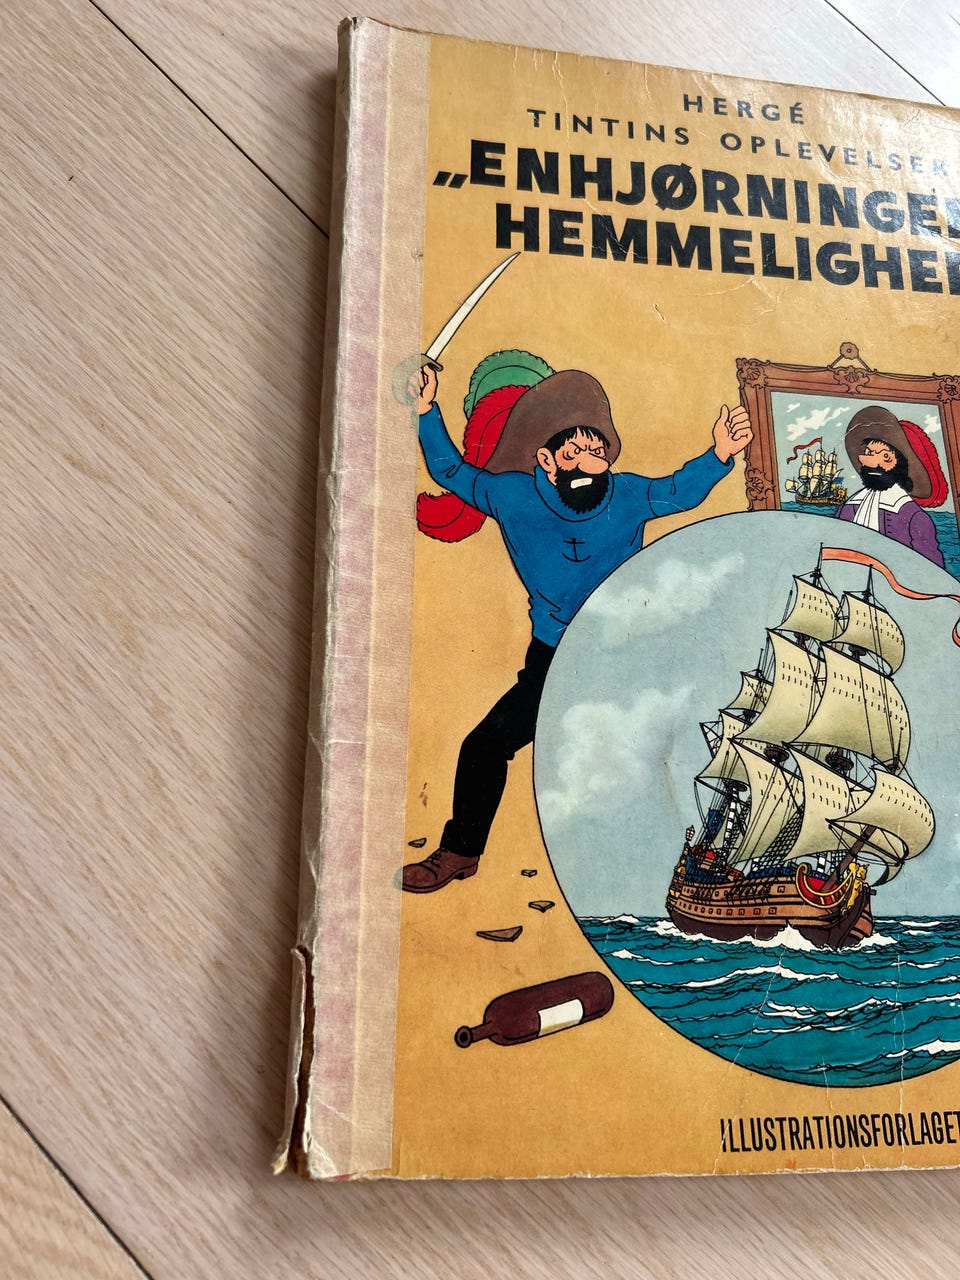 HERGÉ
TINTINS OPLEVELSER
„ENHJØRNINGE
HEMMELIGHE
ILLUSTRATIONSFORLAGET